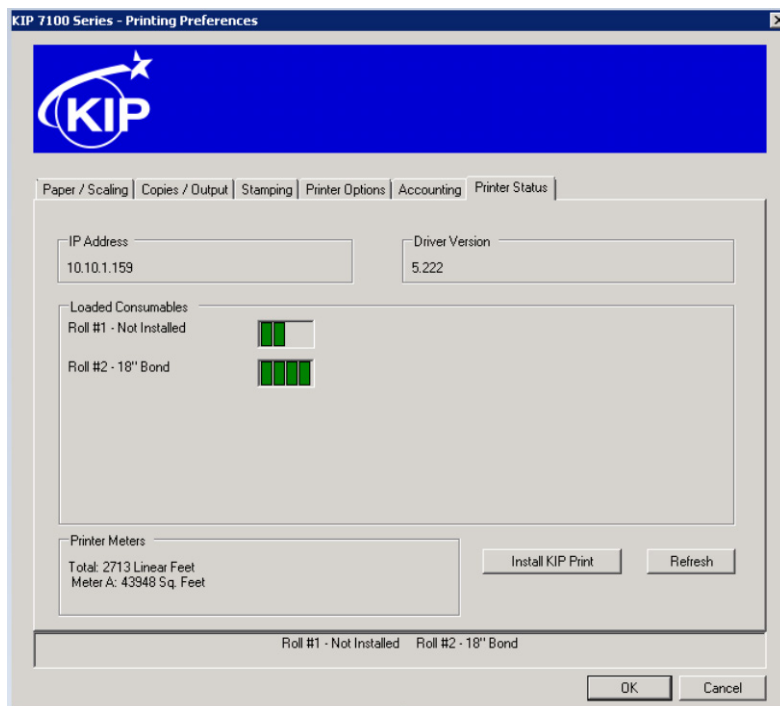 KIP 7100 Series - Printing Preferences
KIP
Paper / Scaling Copies / Output Stamping Printer Options Accounting Printer Status
IP Address
10.10.1.159
Driver Version
5.222
Loaded Consumables
Roll #1 - Not Installed
Roll #2 - 18" Bond
Printer Meters
Total: 2713 Linear Feet
Meter A: 43948 Sq. Feet
Install KIP Print Refresh
Roll #1 - Not Installed Roll #2 - 18" Bond
OK Cancel